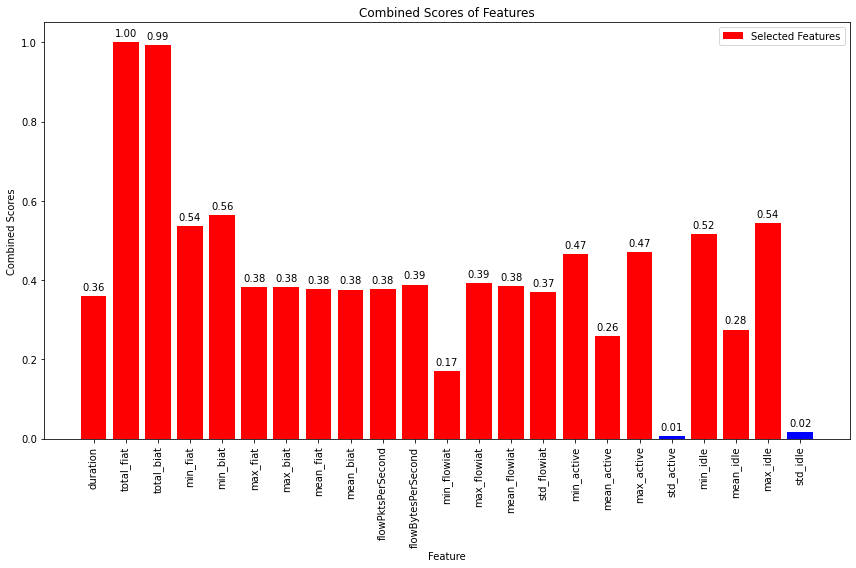 Combined Scores of Features
Selected Features
Combined Scores
1.0
0.8
0.6
0.4
0.2
0.0
0.36
1.00
0.99
0.54
0.56
0.38
0.38
0.38
0.38
0.38
0.39
0.17
0.39
0.38
0.37
0.47
0.26
0.47
0.01
0.52
0.28
0.54
0.02
duration
total_fiat
total_biat
min_fiat
min_biat
max_fiat
max_biat
mean_fiat
mean_biat
flowPktsPerSecond
flowBytesPerSecond
min_flowiat
max_flowiat
mean_flowiat
std_flowiat
min_active
mean_active
max_active
std_active
min_idle
mean_idle
max_idle
std_idle
Feature